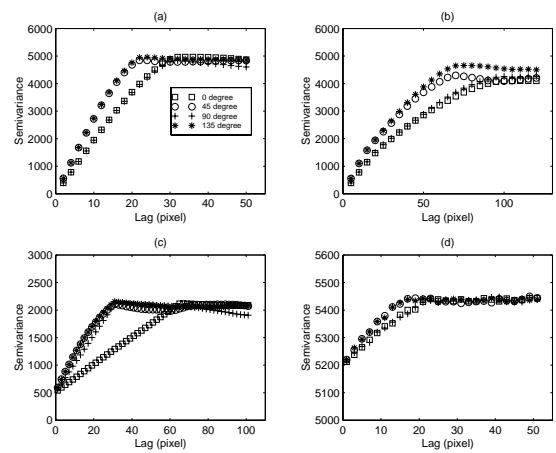 (a)
6000
5000
4000
3000
2000
1000
0
Semivariance
0 10 20 30 40 50
Lag (pixel)
0 degree
45 degree
90 degree
135 degree
(b)
6000
5000
4000
3000
2000
1000
0
Semivariance
0 50 100
Lag (pixel)
(c)
3000
2500
2000
1500
1000
500
0
Semivariance
0 20 40 60 80 100
Lag (pixel)
(d)
5600
5500
5400
5300
5200
5100
5000
Semivariance
0 10 20 30 40 50
Lag (pixel)